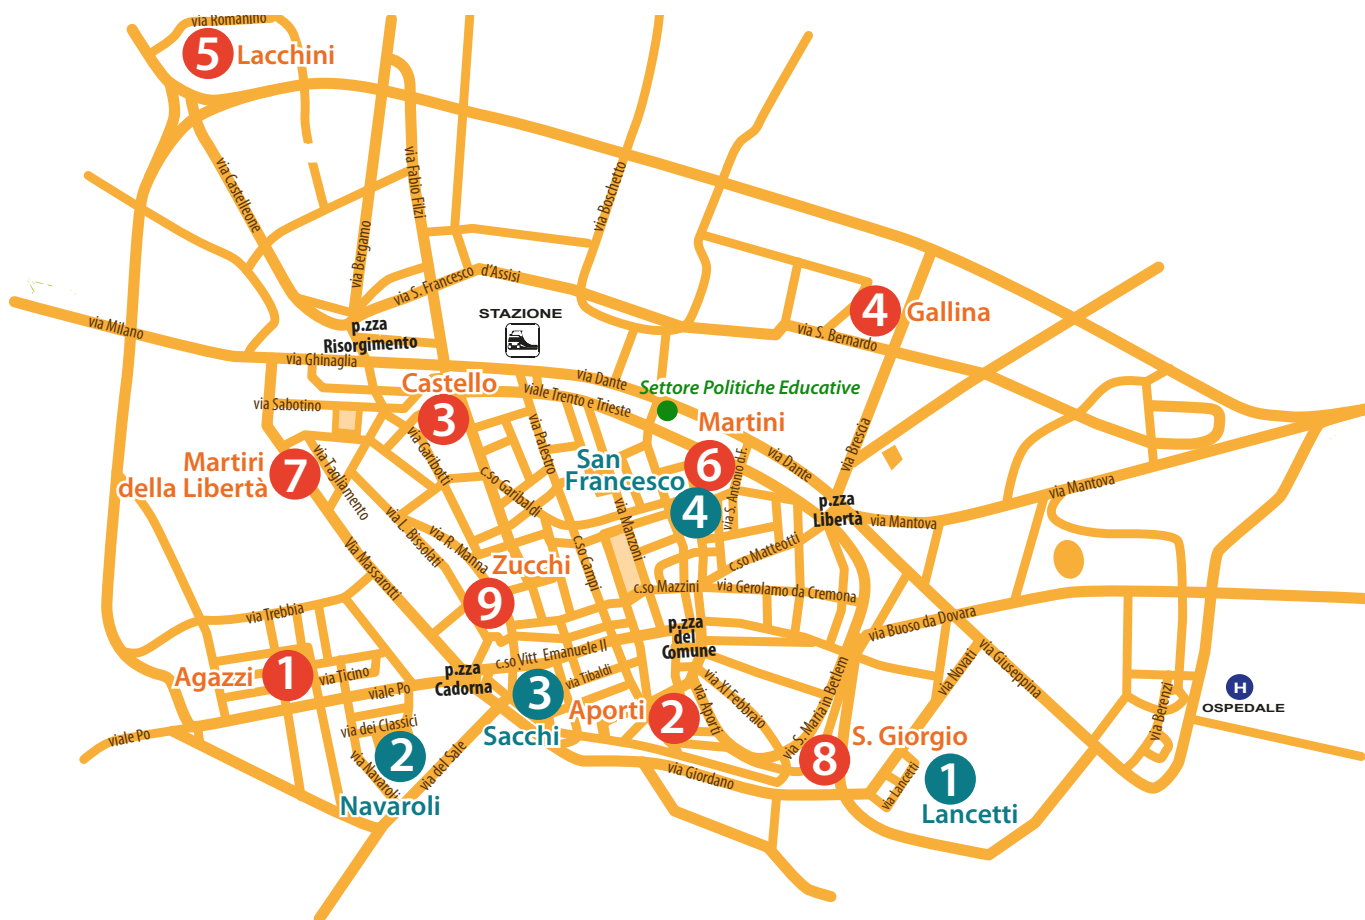 via Romanino
5
Lacchini
via Castelleone
via Fabio Filzi
via Bergamo
via Boschetto
via S. Francesco d'Assisi
via Milano
p.zza
Risorgimento
STAZIONE
4
Gallina
via S. Bernardo
via Ghinaglia
via Dante
Settore Politiche Educative
Castello
3
viale Trento e Trieste
via Sabotino
Martini
6
via Brescia
via Dante
via Palestro
via Garibotti
via Tagliamento
Martiri
della Libertà
7
San
Francesco
4
via S. Antonio d.F.
c.so Garibaldi
via Manzoni
p.zza
Libertà
via Mantova
via Mantova
via L. Bissolati
via R. Manna
Via Massarotti
c.so Campi
c.so Matteotti
Zucchi
9
c.so Mazzini
via Gerolamo da Cremona
via Trebbia
p.zza
del
Comune
via Buoso da Dovara
c.so Vitt. Emanuele II
via Tibaldi
Agazzi
1
via Ticino
viale Po
p.zza
Cadorna
3
Sacchi
Aporti
2
via Aporti
via XI Febbraio
via S. Maria in Betlem
via Novati
via Giuseppina
via Berenzi
H
OSPEDALE
viale Po
via dei Classici
2
via Navaroli
Navaroli
via del Sale
via Giordano
8
S. Giorgio
via Lancetti
1
Lancetti